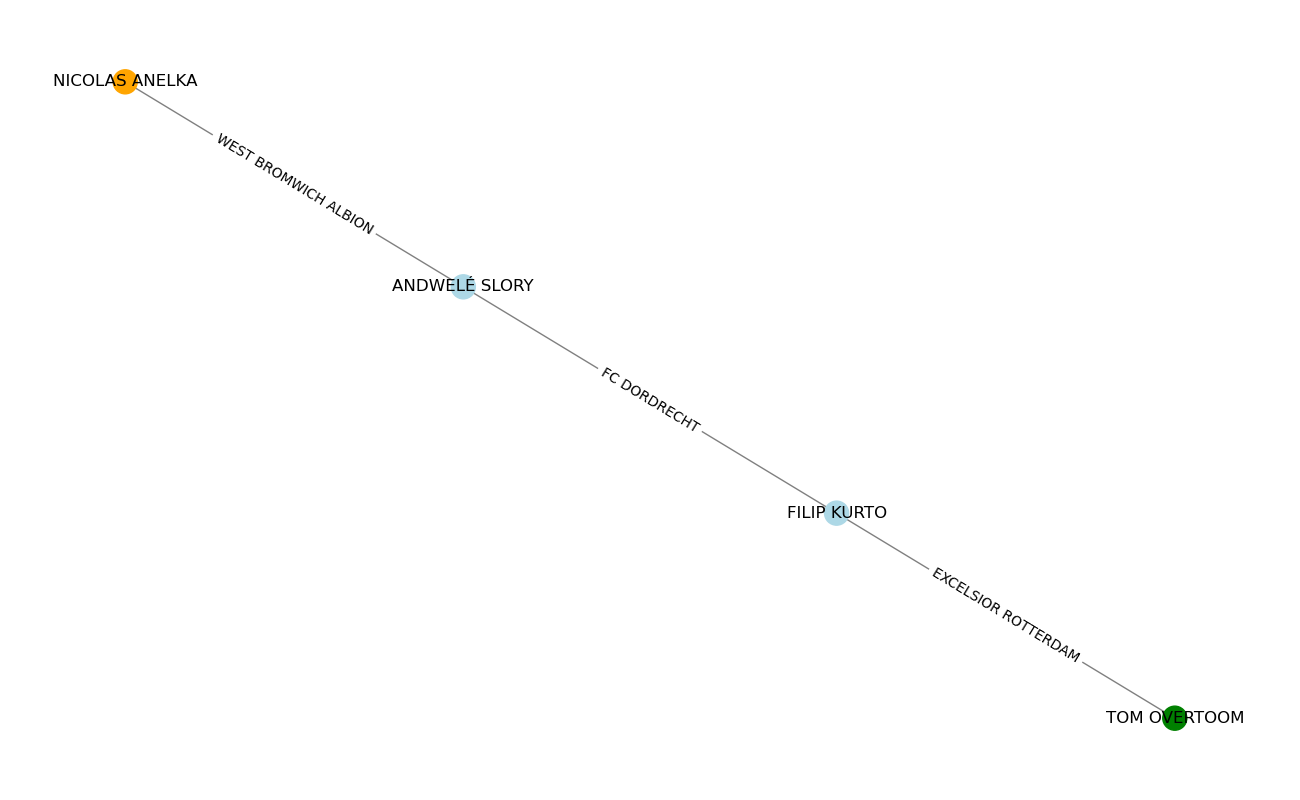 NICOLAS ANELKA
WEST BROMWICH ALBION
ANDWELÉ SLORY
FC DORDRECHT
FILIP KURTO
EXCELSIOR ROTTERDAM
TOM OVERTOOM